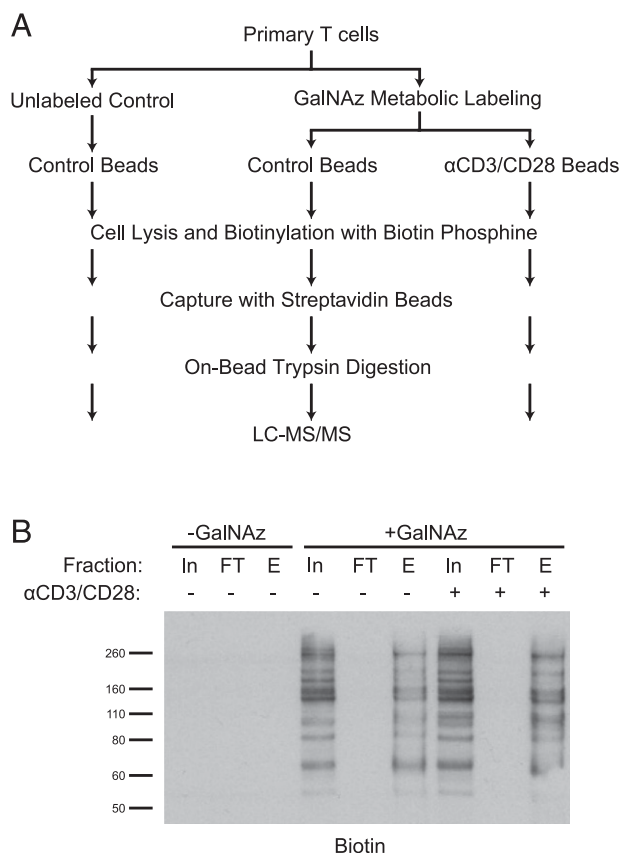 A
Primary T cells
Unlabeled Control GalNAz Metabolic Labeling
Control Beads Control Beads αCD3/CD28 Beads
Cell Lysis and Biotinylation with Biotin Phosphine
Capture with Streptavidin Beads
On-Bead Trypsin Digestion
LC-MS/MS
B
-GalNAz +GalNAz
Fraction: In FT E In FT E In FT E
αCD3/CD28: - - - - - - + + +
260
160
110
80
60
50
Biotin